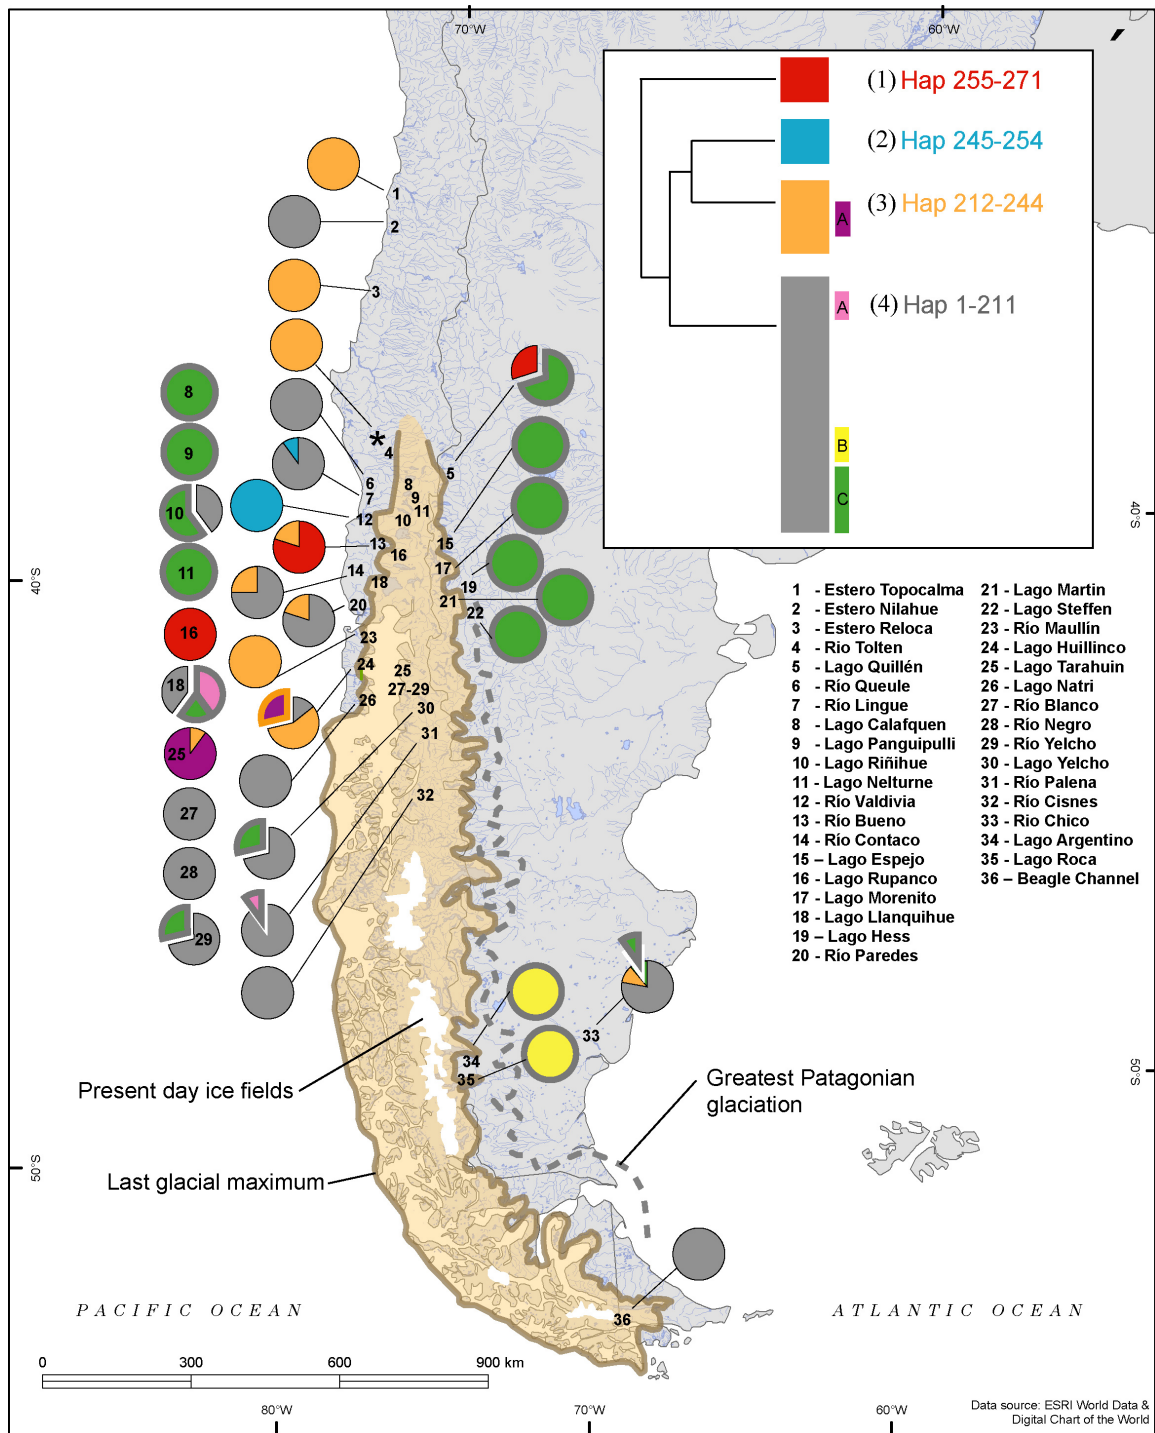 70°W
60°W
(1) Hap 255-271
(2) Hap 245-254
(3) Hap 212-244
A
(4) Hap 1-211
A
B
C
1
2
3
*
4
5
6
7
8
9
10
11
12
13
14
15
16
17
18
19
20
21
22
23
24
25
26
27-29
30
31
32
33
34
35
36
8
9
10
11
16
18
25
27
28
29
40°S
40°S
50°S
50°S
1 - Estero Topocalma
2 - Estero Nilahue
3 - Estero Reloca
4 - Río Tolten
5 - Lago Quillén
6 - Río Queule
7 - Río Lingue
8 - Lago Calafquen
9 - Lago Panguipulli
10 - Lago Riñihue
11 - Lago Nelturne
12 - Río Valdivia
13 - Río Bueno
14 - Río Contaco
15 – Lago Espejo
16 - Lago Rupanco
17 - Lago Morenito
18 - Lago Llanquihue
19 – Lago Hess
20 - Río Paredes
21 - Lago Martin
22 - Lago Steffen
23 - Río Maullín
24 - Lago Huillinco
25 - Lago Tarahuin
26 - Lago Natri
27 - Río Blanco
28 - Río Negro
29 - Río Yelcho
30 - Lago Yelcho
31 - Río Palena
32 - Río Cisnes
33 - Río Chico
34 - Lago Argentino
35 - Lago Roca
36 – Beagle Channel
Present day ice fields
Greatest Patagonian
glaciation
Last glacial maximum
PACIFIC OCEAN
ATLANTIC OCEAN
0 300 600 900 km
80°W
70°W
60°W
Data source: ESRI World Data &
Digital Chart of the World